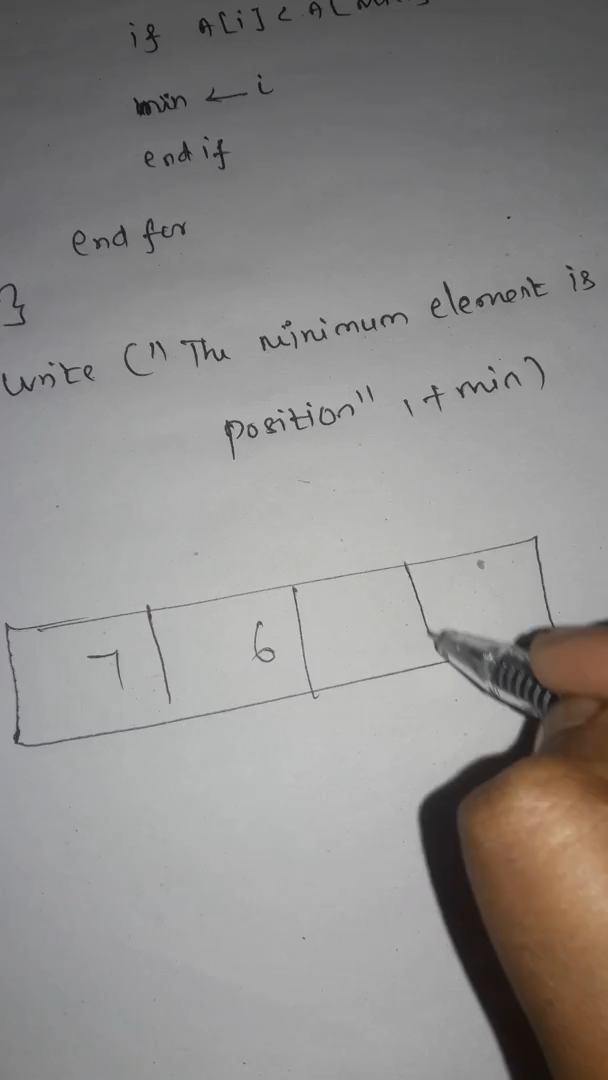 if A[i] < A[
min ← i
end if
end for
}
write (" The minimum element is
position" , + min)
7 6